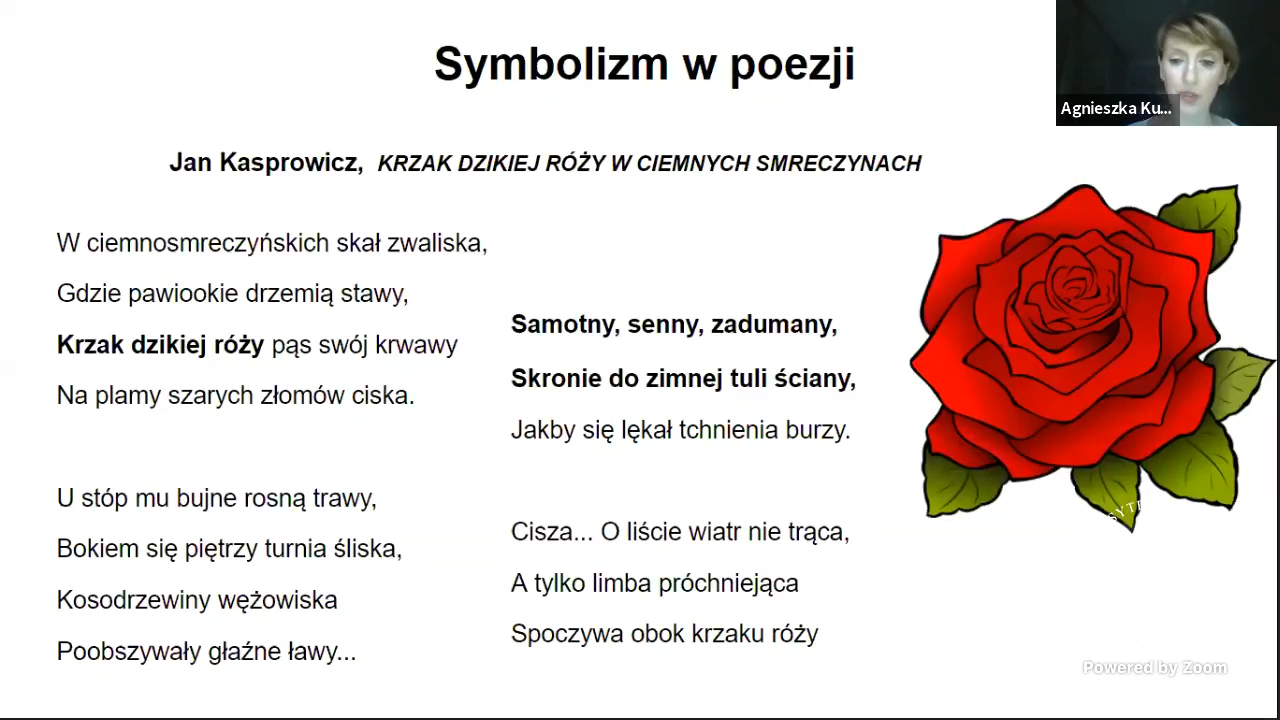 Symbolizm w poezji
Agnieszka Ku...
Jan Kasprowicz, KRZAK DZIKIEJ RÓŻY W CIEMNYCH SMRECZYNACH
W ciemnosmreczyńskich skał zwaliska,
Gdzie pawiookie drzemią stawy,
Krzak dzikiej róży pąs swój krwawy
Na plamy szarych złomów ciska.
U stóp mu bujne rosną trawy,
Bokiem się piętrzy turnia śliska,
Kosodrzewiny wężowiska
Poobszywały głaźne ławy...
Samotny, senny, zadumany,
Skronie do zimnej tuli ściany,
Jakby się lękał tchnienia burzy.
Cisza... O liście wiatr nie trąca,
A tylko limba próchniejąca
Spoczywa obok krzaku róży
Powered by Zoom